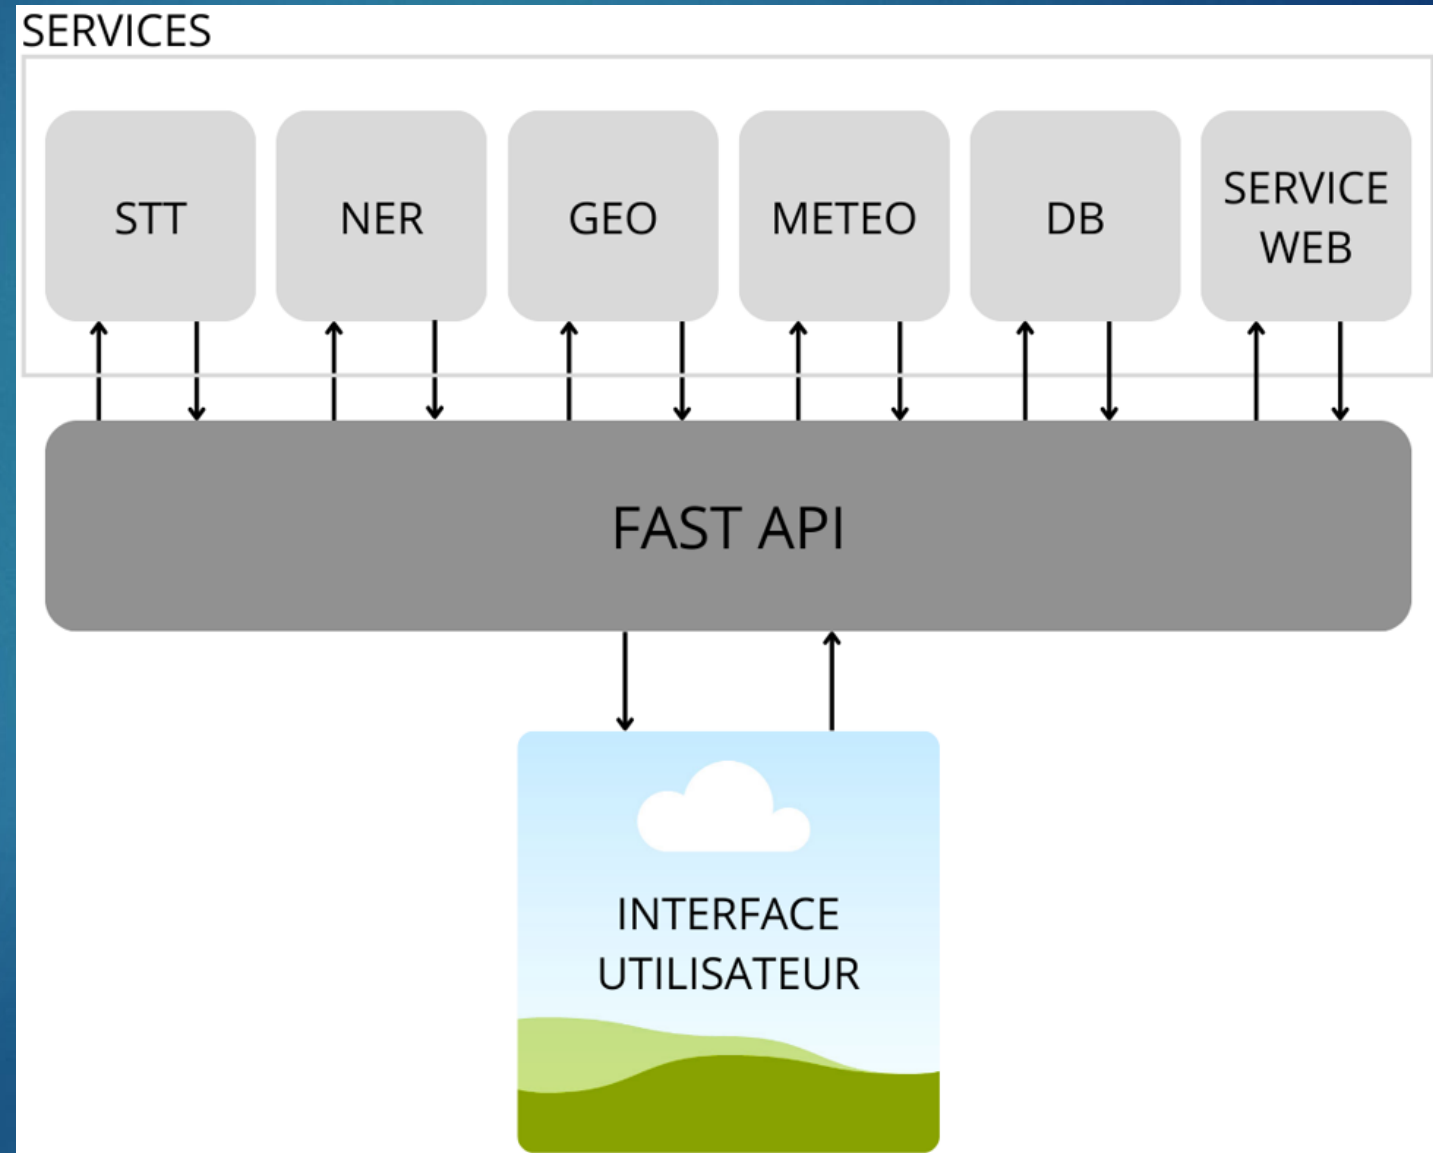 SERVICES
STT
NER
GEO
METEO
DB
SERVICE
WEB
FAST API
INTERFACE
UTILISATEUR